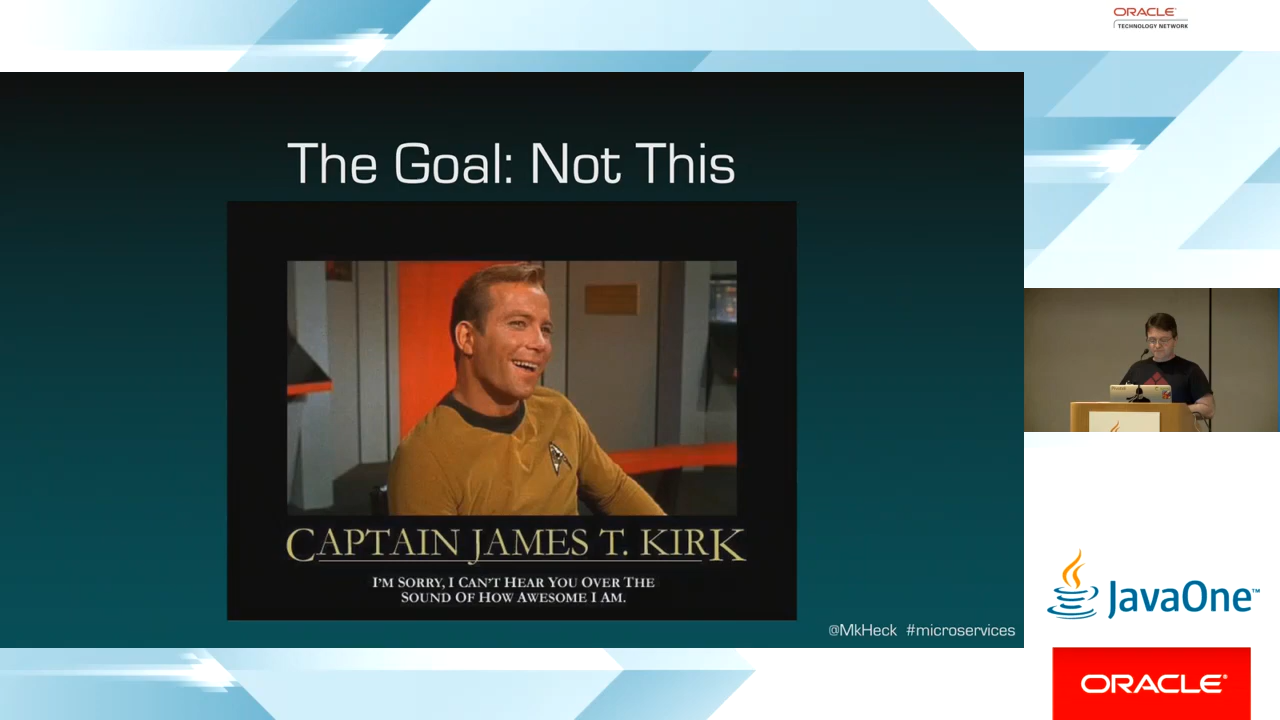 ORACLE
TECHNOLOGY NETWORK
The Goal: Not This
CAPTAIN JAMES T. KIRK
I'M SORRY, I CAN'T HEAR YOU OVER THE
SOUND OF HOW AWESOME I AM.
@MkHeck #microservices
JavaOne™
ORACLE®